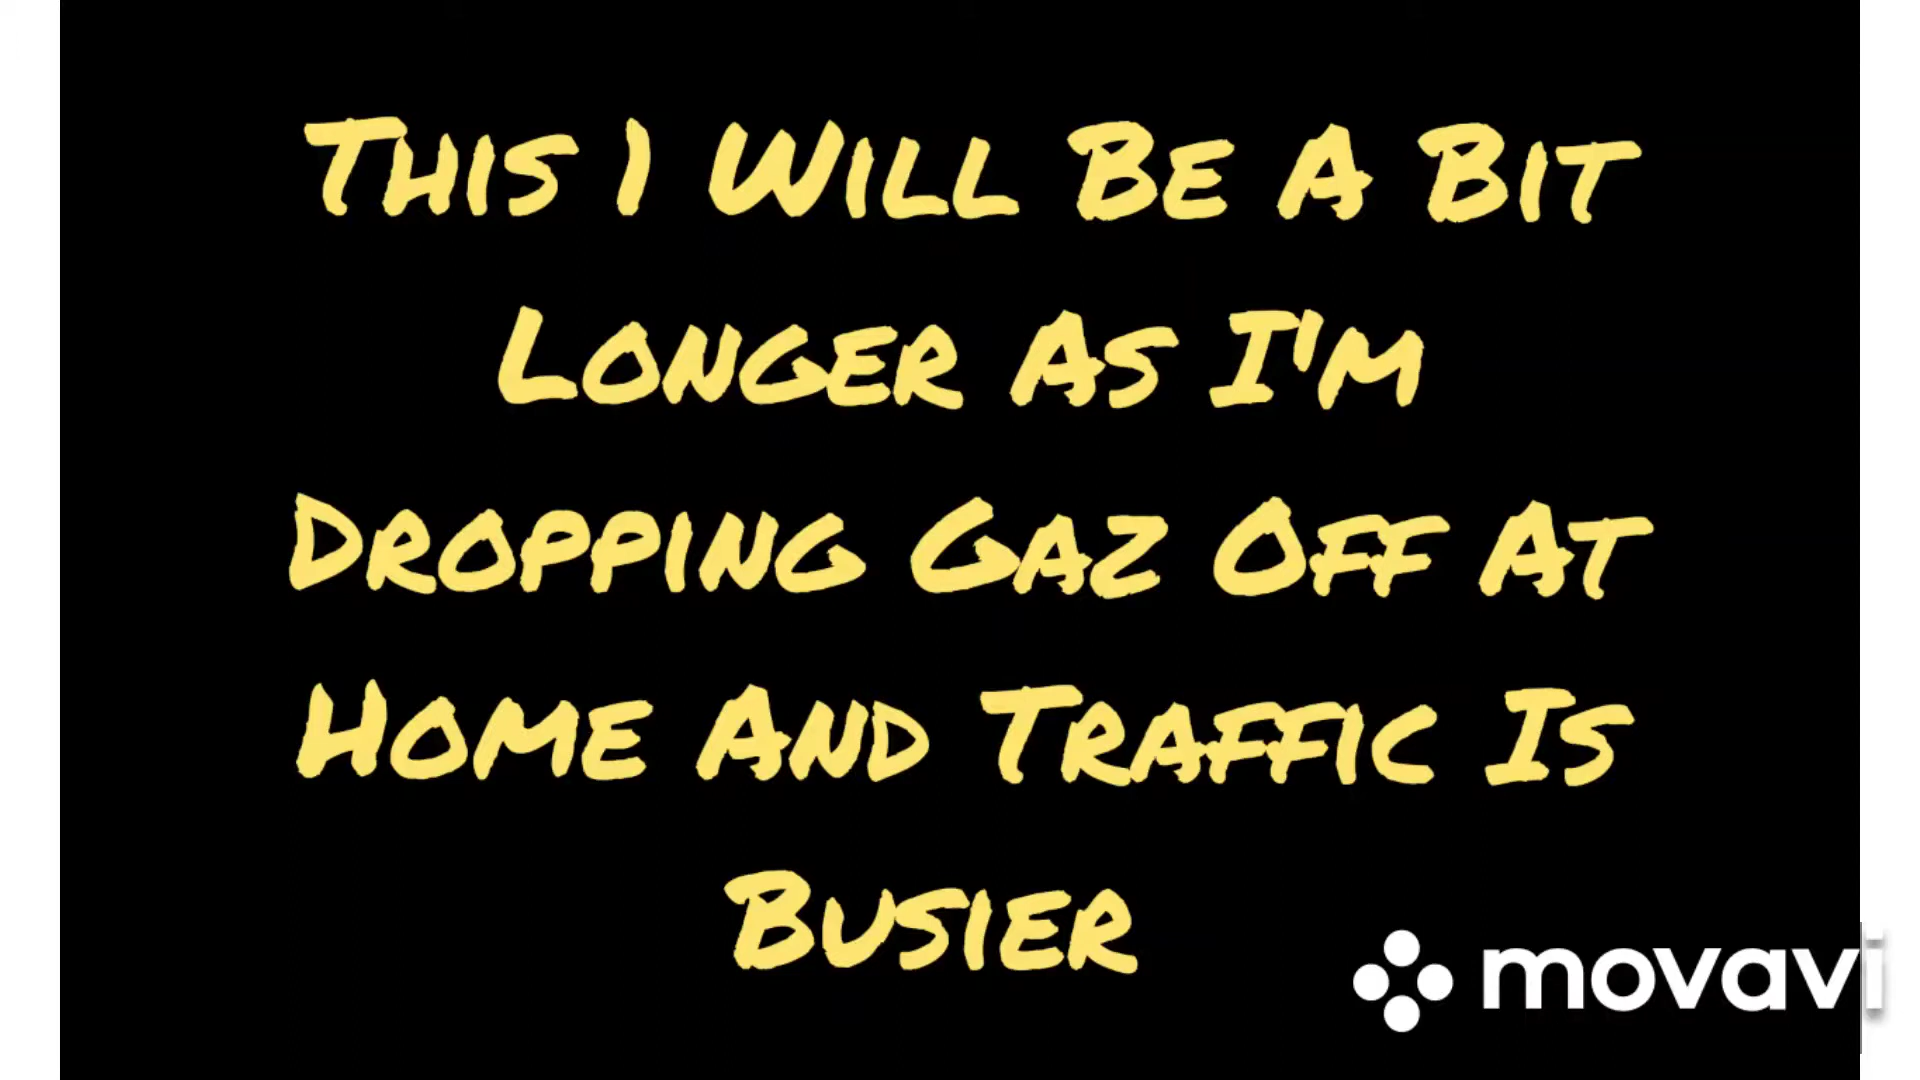 This I Will Be A Bit
Longer As I'm
Dropping Gaz Off At
Home And Traffic Is
Busier
movavi